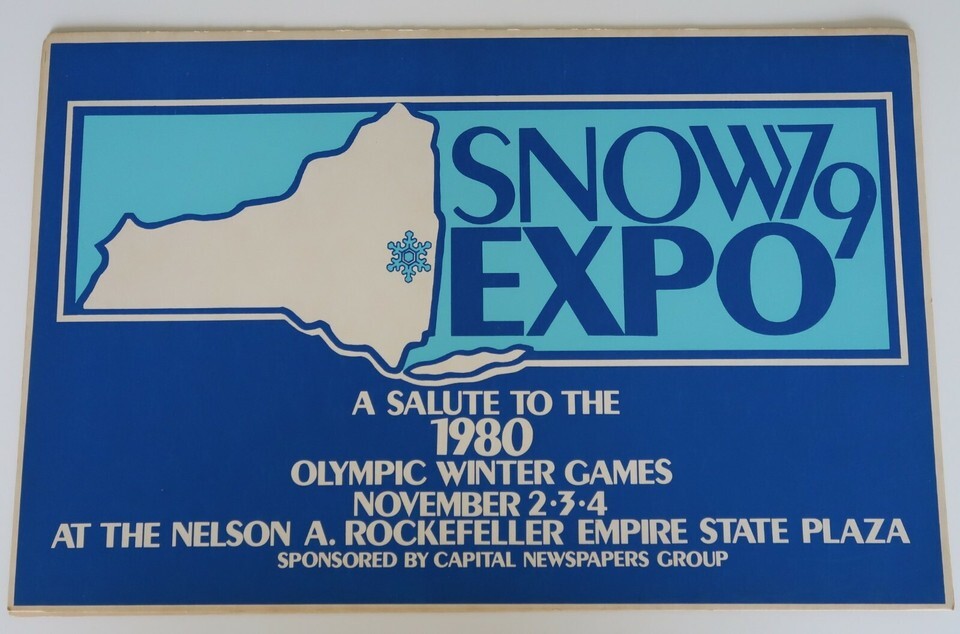 SNOW79
EXPO
A SALUTE TO THE
1980
OLYMPIC WINTER GAMES
NOVEMBER 2·3·4
AT THE NELSON A. ROCKEFELLER EMPIRE STATE PLAZA
SPONSORED BY CAPITAL NEWSPAPERS GROUP